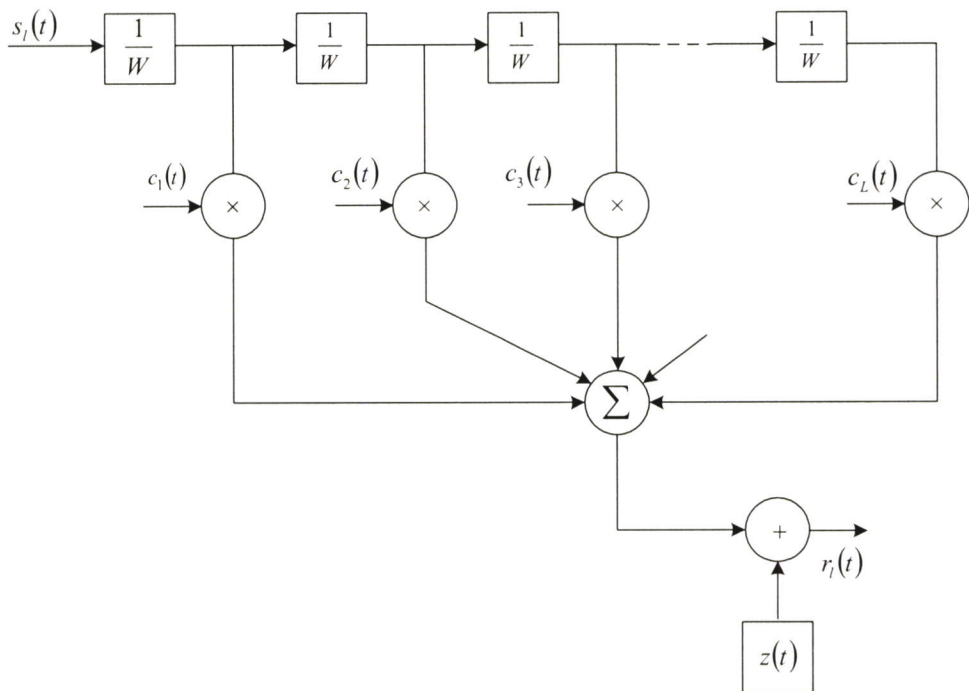 s_l(t)
1/W
1/W
1/W
1/W
c_1(t)
×
c_2(t)
×
c_3(t)
×
c_L(t)
×
Σ
+
r_l(t)
z(t)